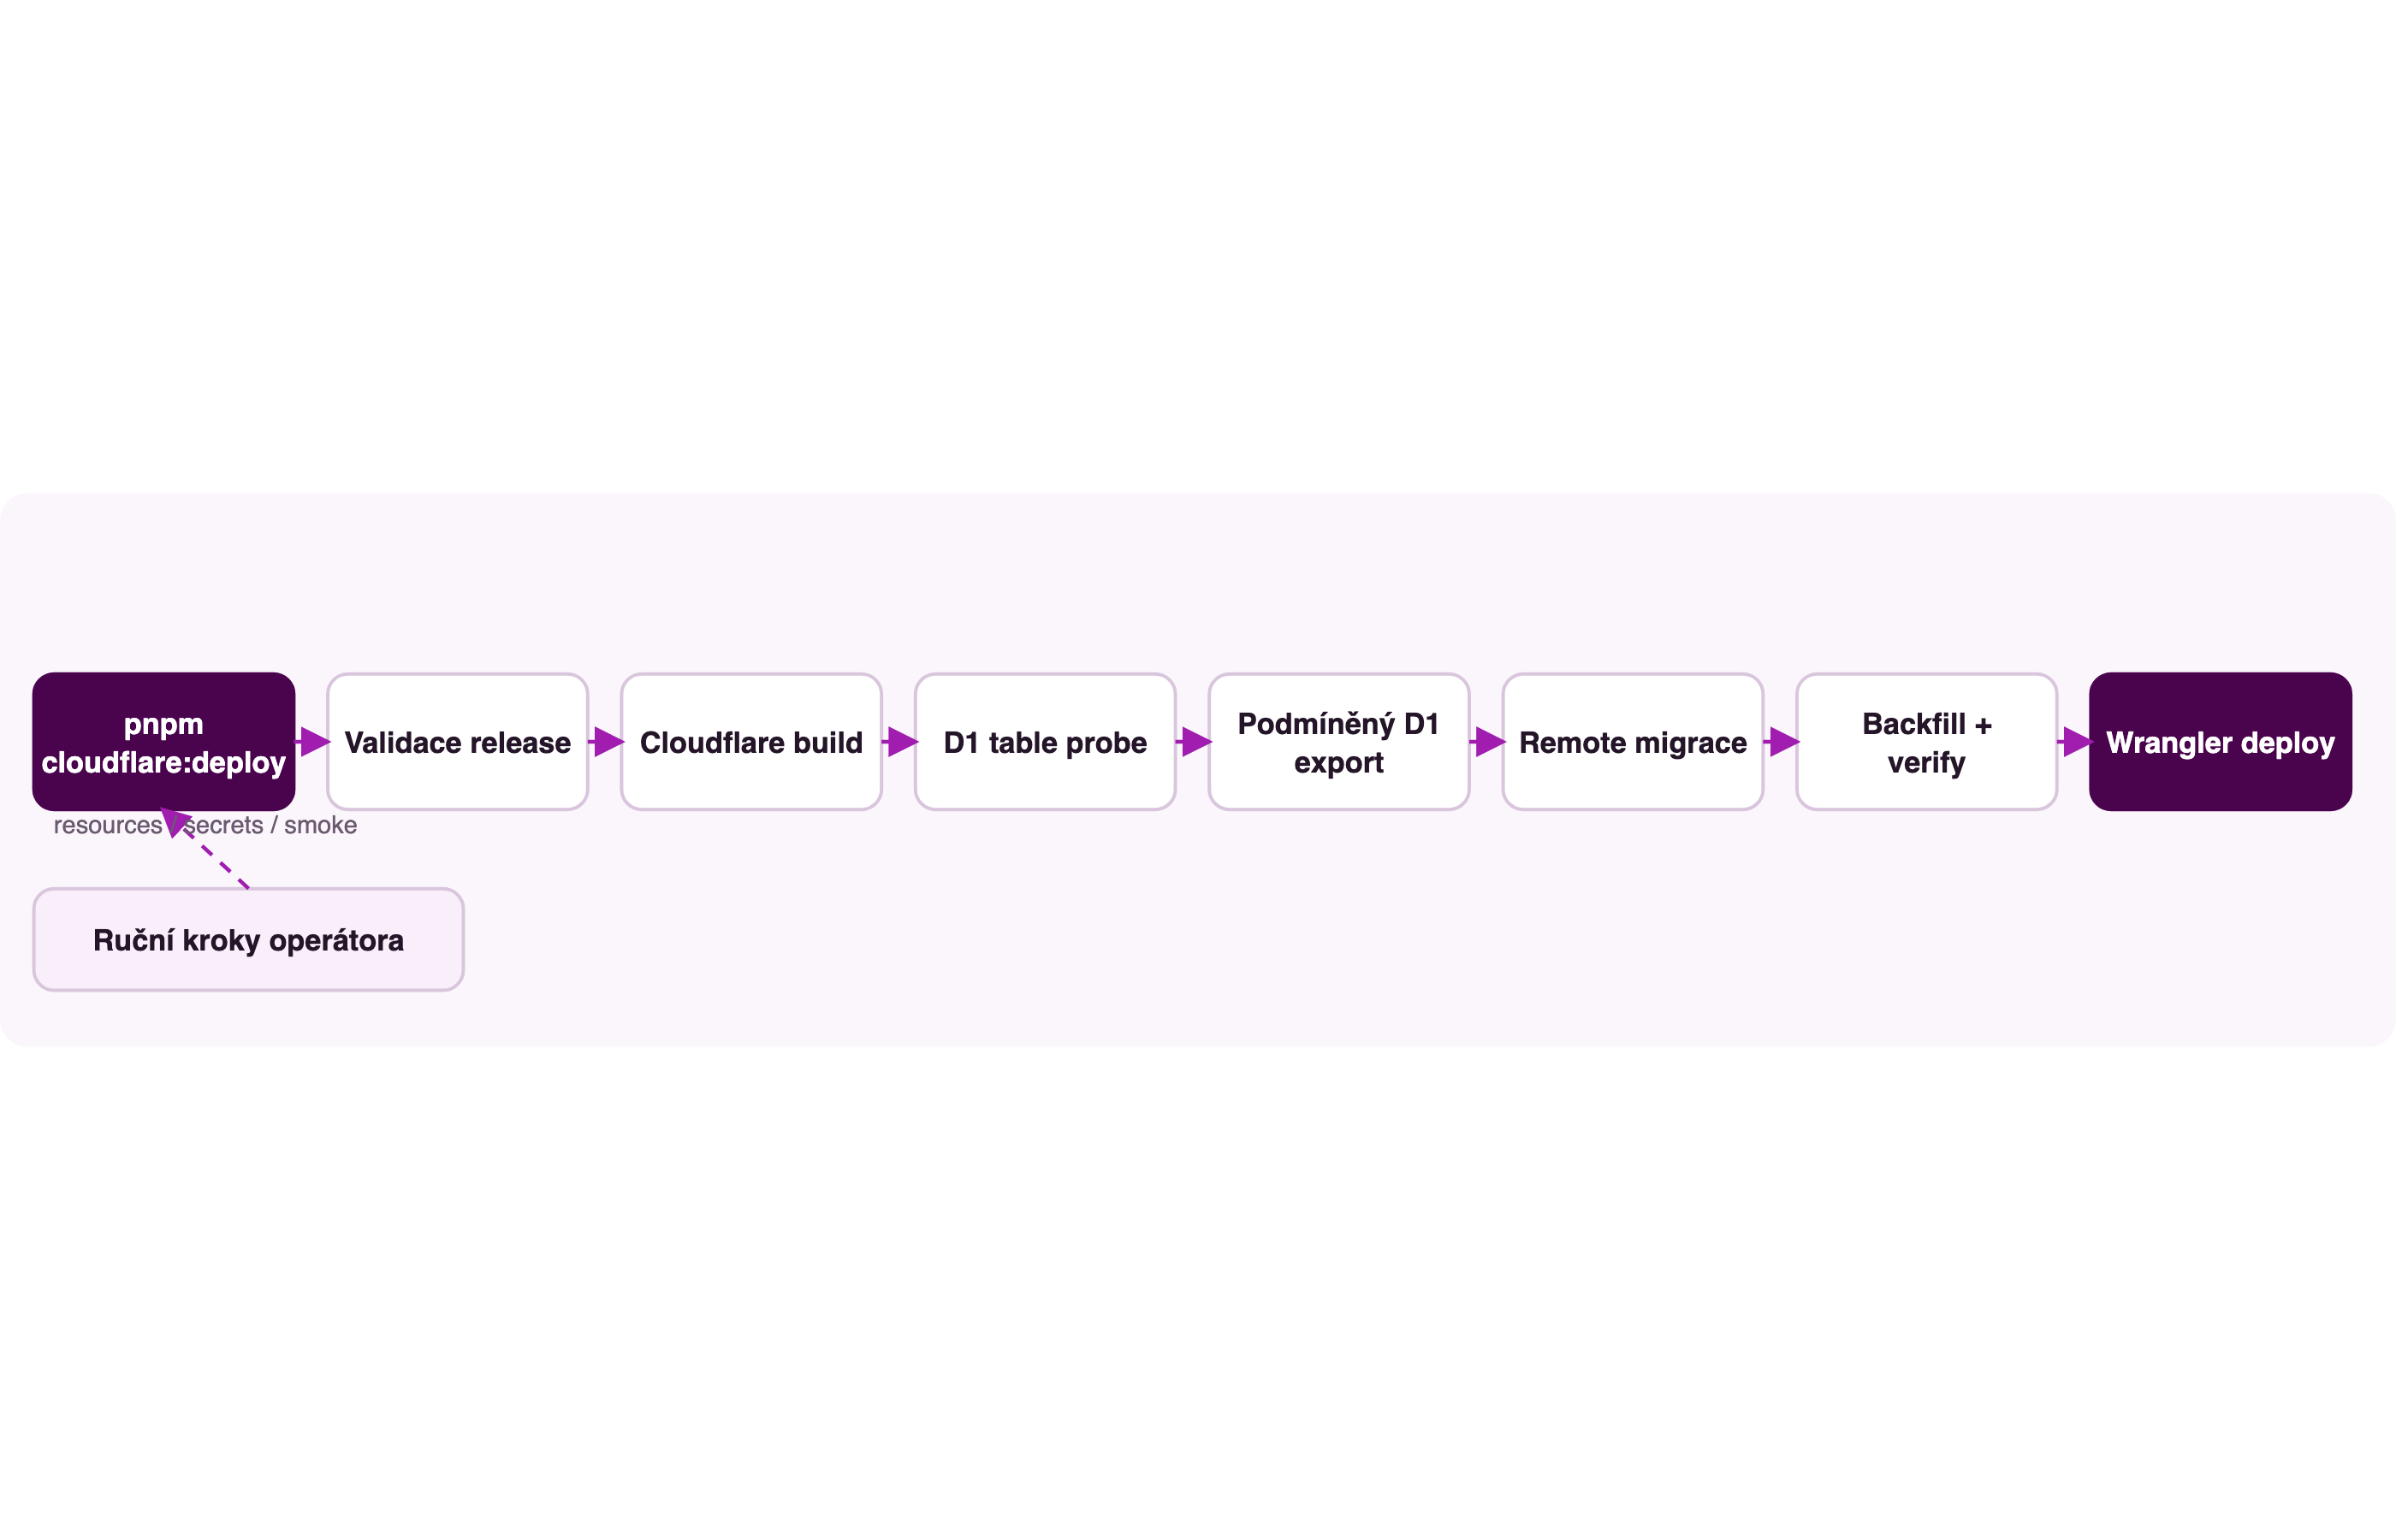 pnpm
cloudflare:deploy
Validace release
Cloudflare build
D1 table probe
Podmíněný D1
export
Remote migrace
Backfill +
verify
Wrangler deploy
resources / secrets / smoke
Ruční kroky operátora